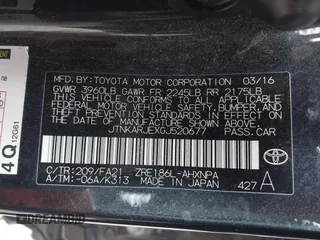 MFD.BY:TOYOTA MOTOR CORPORATION 03/16
GVWR 3960LB GAWR FR 2245LB RR 2175LB
THIS VEHICLE CONFORMS TO ALL APPLICABLE
FEDERAL MOTOR VEHICLE SAFETY, BUMPER, AND
THEFT PREVENTION STANDARDS IN EFFECT ON
THE DATE OF MANUFACTURE SHOWN ABOVE.
JTNKARJEXGJ520677 PASS.CAR
C/TR:209/FA21 ZRE186L-AHXNPA
A/TM:-06A/K313 MADE IN JAPAN 427 A
TOYOTA
4Q
12G61